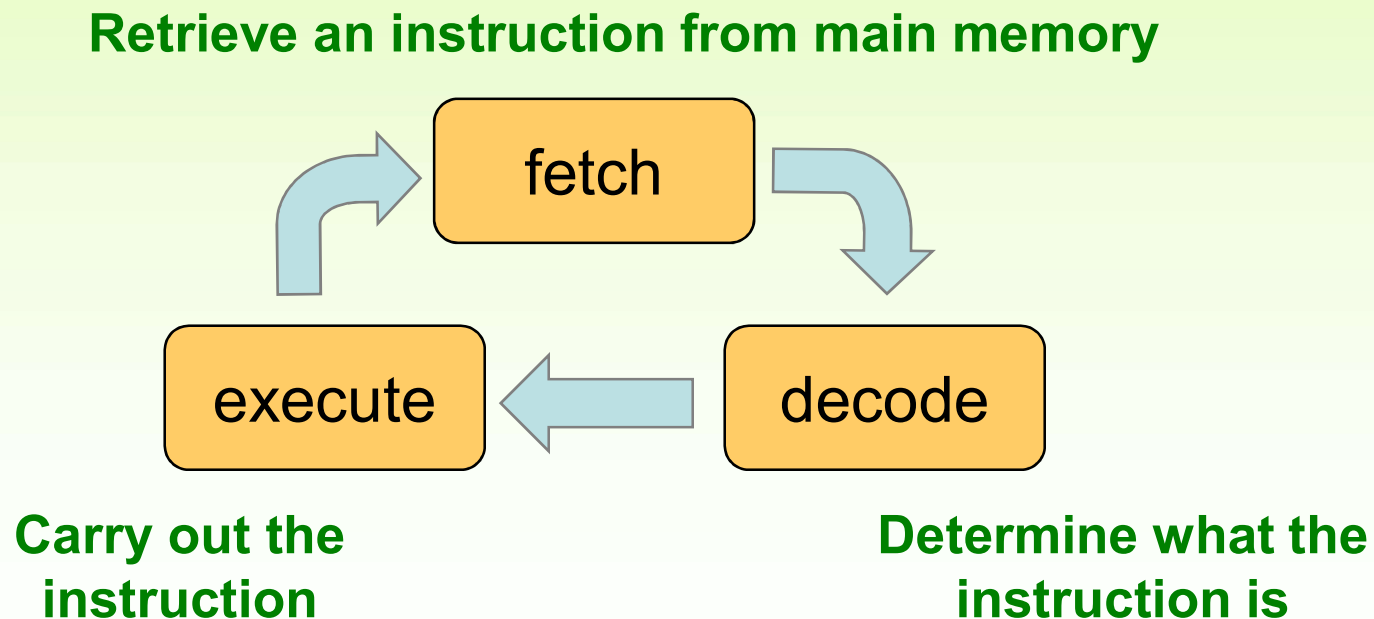 Retrieve an instruction from main memory
fetch
execute
decode
Carry out the
instruction
Determine what the
instruction is